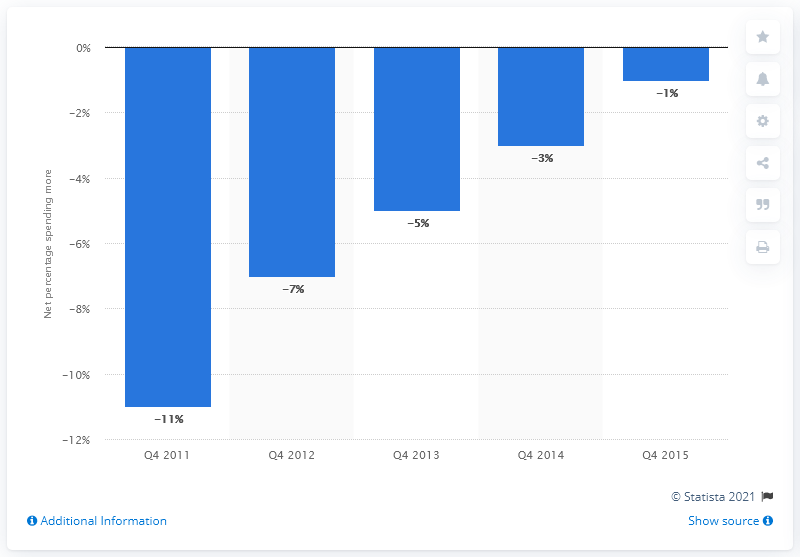 Net percentage spending more
0%
−2%
−4%
−6%
−8%
−10%
−12%
−11%
−7%
−5%
−3%
−1%
Q4 2011
Q4 2012
Q4 2013
Q4 2014
Q4 2015
© Statista 2021
Additional Information
Show source